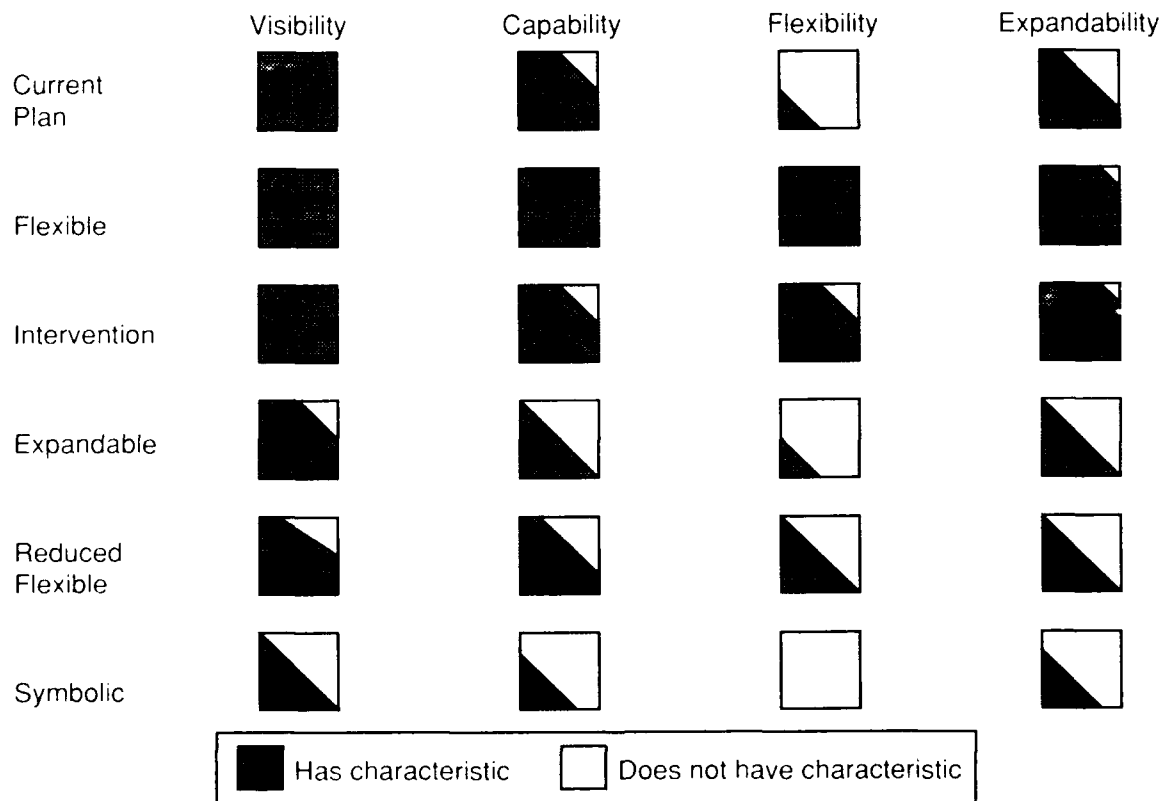 Visibility Capability Flexibility Expandability
Current
Plan
Flexible
Intervention
Expandable
Reduced
Flexible
Symbolic
Has characteristic Does not have characteristic